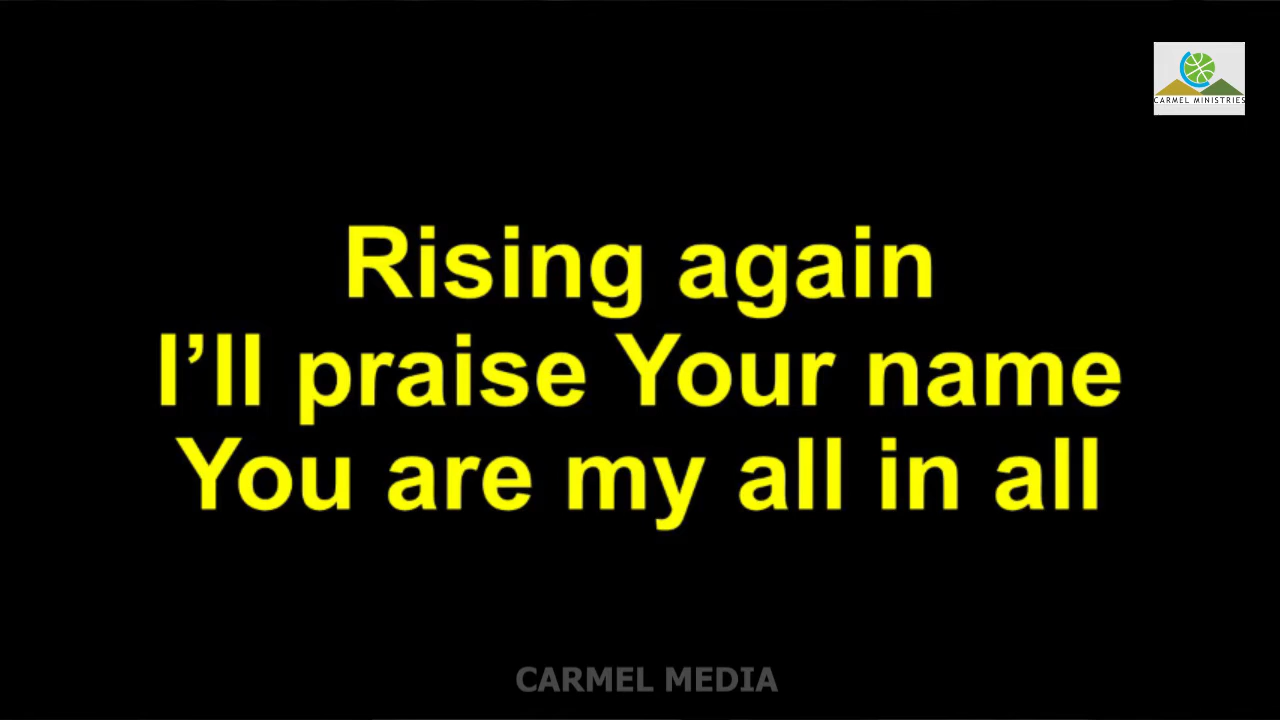 CARMEL MINISTRIES
Rising again
I’ll praise Your name
You are my all in all
CARMEL MEDIA